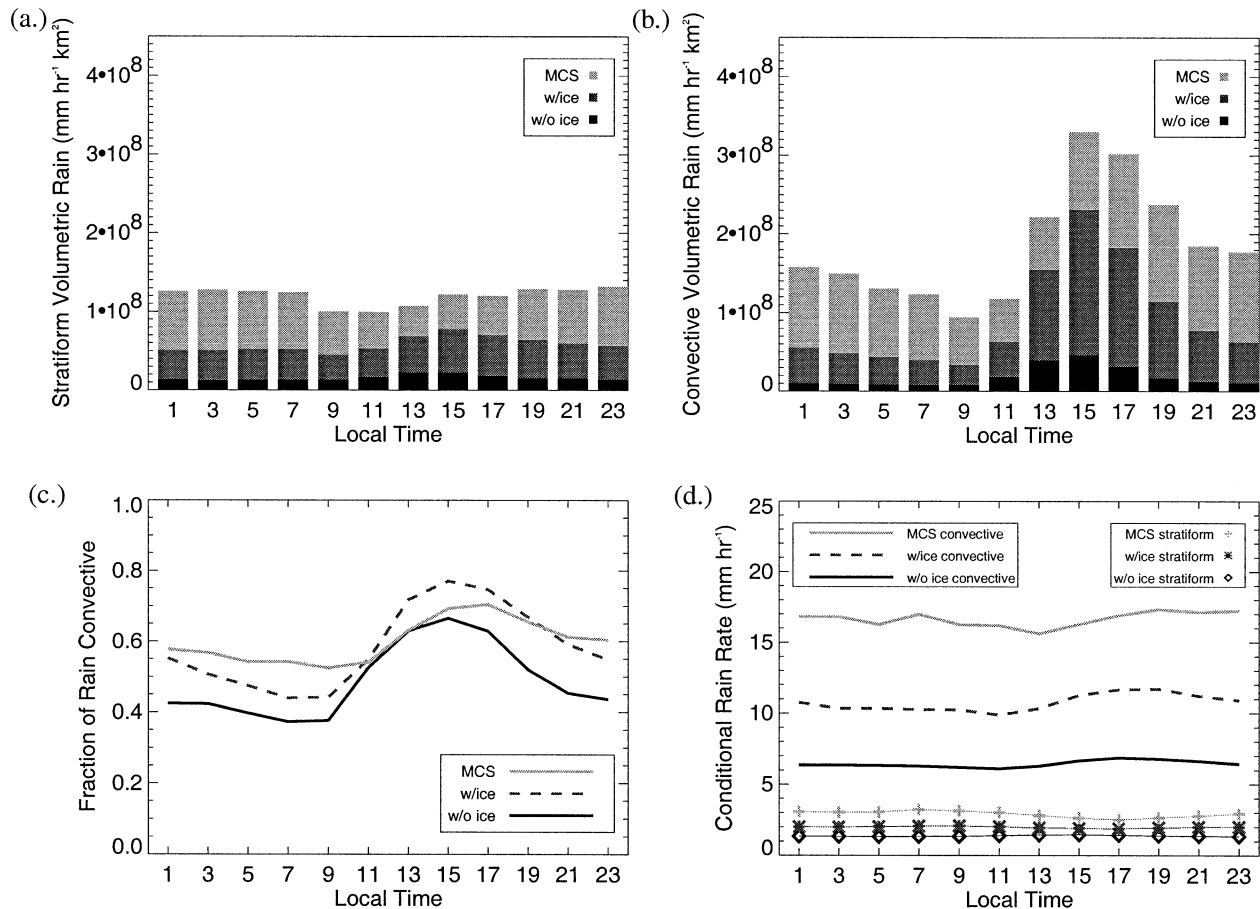 (a.)
Stratiform Volumetric Rain (mm hr⁻¹ km²)
4•10⁸
3•10⁸
2•10⁸
1•10⁸
0
MCS
w/ice
w/o ice
1 3 5 7 9 11 13 15 17 19 21 23
Local Time
(b.)
Convective Volumetric Rain (mm hr⁻¹ km²)
4•10⁸
3•10⁸
2•10⁸
1•10⁸
0
MCS
w/ice
w/o ice
1 3 5 7 9 11 13 15 17 19 21 23
Local Time
(c.)
Fraction of Rain Convective
1.0
0.8
0.6
0.4
0.2
0.0
MCS
w/ice
w/o ice
1 3 5 7 9 11 13 15 17 19 21 23
Local Time
(d.)
Conditional Rain Rate (mm hr⁻¹)
25
20
15
10
5
0
MCS convective
w/ice convective
w/o ice convective
MCS stratiform
w/ice stratiform
w/o ice stratiform
1 3 5 7 9 11 13 15 17 19 21 23
Local Time